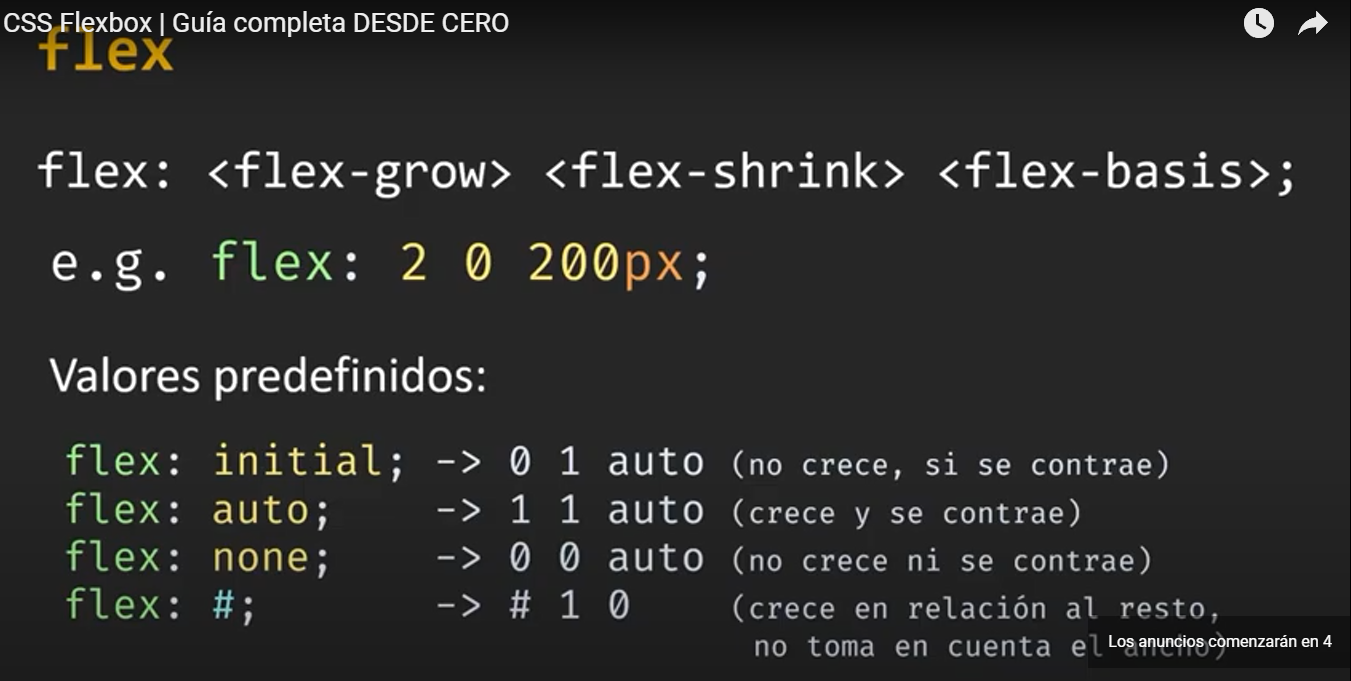 CSS Flexbox | Guía completa DESDE CERO
flex
flex: <flex-grow> <flex-shrink> <flex-basis>;
e.g. flex: 2 0 200px;
Valores predefinidos:
flex: initial; -> 0 1 auto (no crece, si se contrae)
flex: auto; -> 1 1 auto (crece y se contrae)
flex: none; -> 0 0 auto (no crece ni se contrae)
flex: #; -> # 1 0 (crece en relación al resto,
no toma en cuenta el ancho)
Los anuncios comenzarán en 4